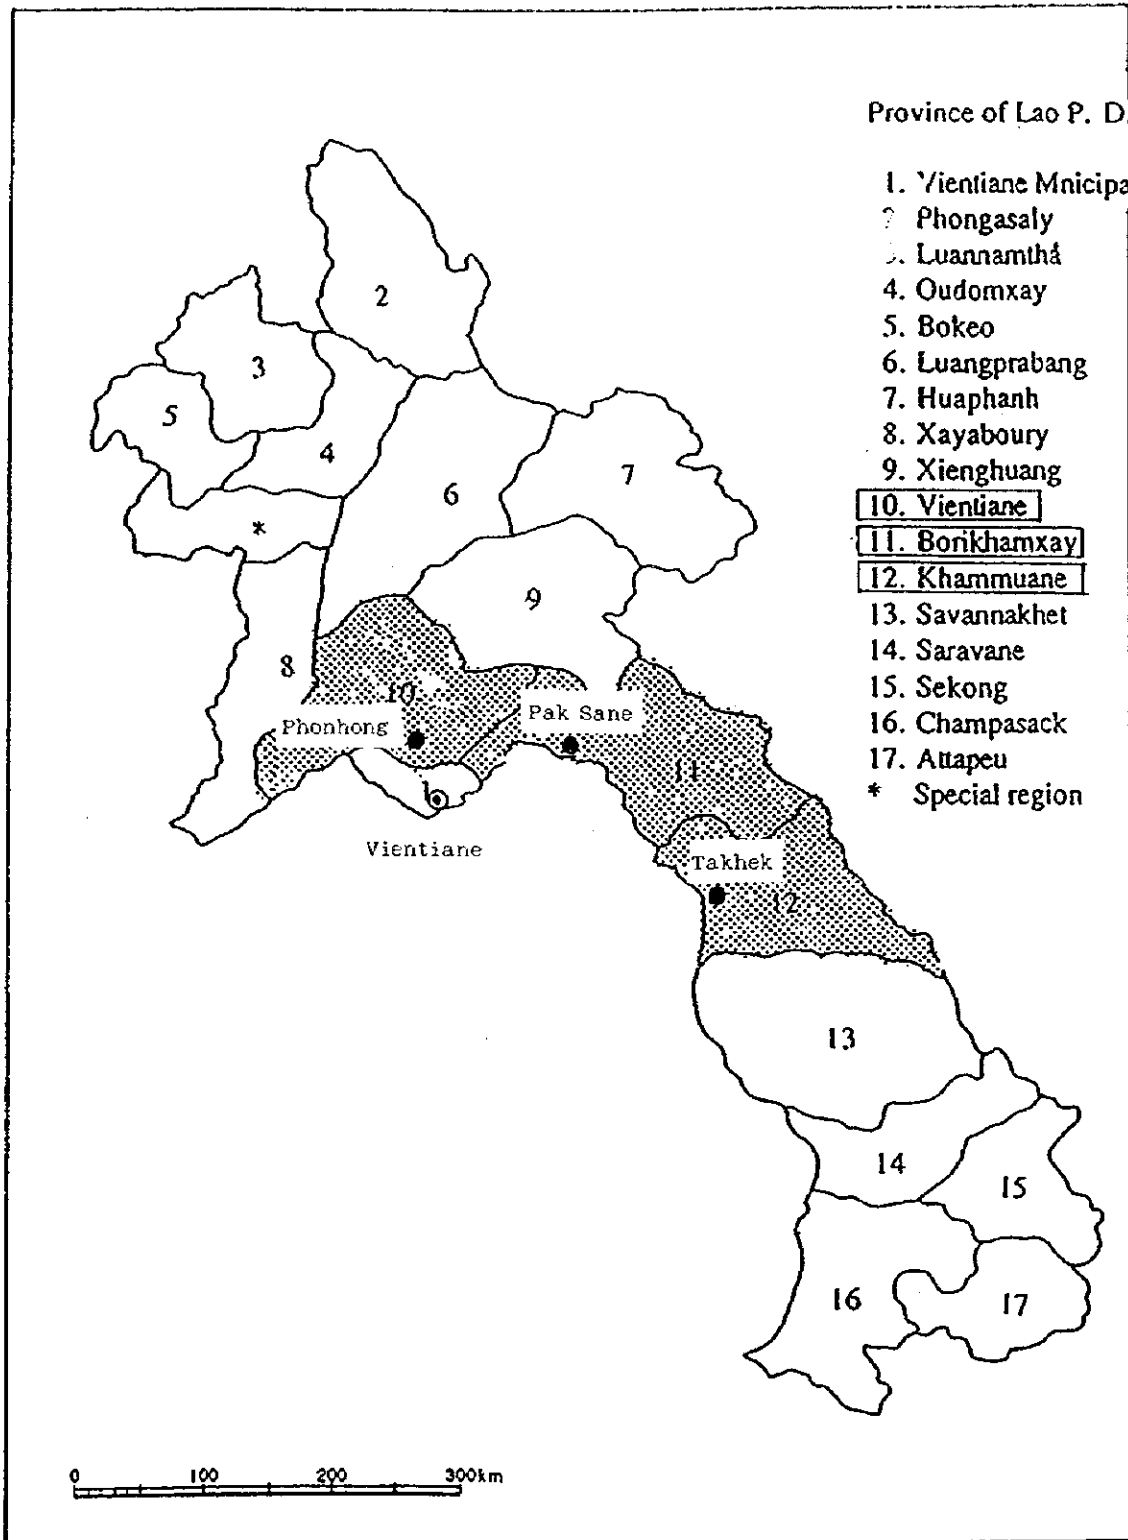 Province of Lao P. D.
1. Vientiane Mnicipa
? Phongasaly
. Luannamthá
4. Oudomxay
5. Bokeo
6. Luangprabang
7. Huaphanh
8. Xayaboury
9. Xienghuang
10. Vientiane
11. Borikhamxay
12. Khammuane
13. Savannakhet
14. Saravane
15. Sekong
16. Champasack
17. Attapeu
* Special region
2
3
5
4
6
7
*
9
8
10
Phonhong
Pak Sane
11
1
Vientiane
Takhek
12
13
14
15
16
17
0 100 200 300km